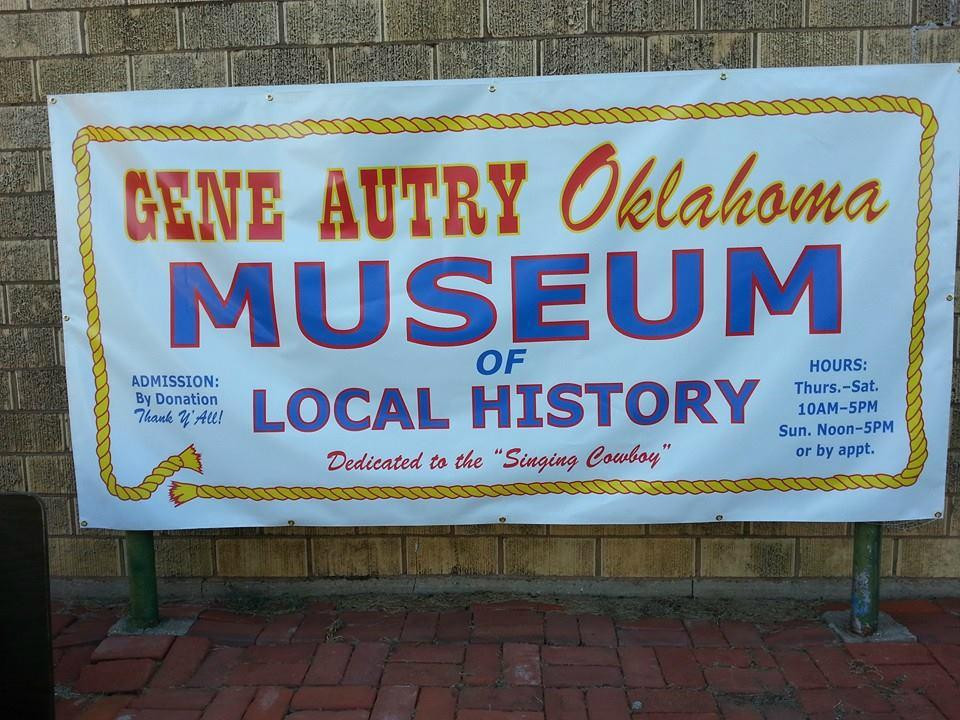 GENE AUTRY Oklahoma
MUSEUM
OF
LOCAL HISTORY
Dedicated to the "Singing Cowboy"
ADMISSION:
By Donation
Thank Y'All!
HOURS:
Thurs.-Sat.
10AM-5PM
Sun. Noon-5PM
or by appt.